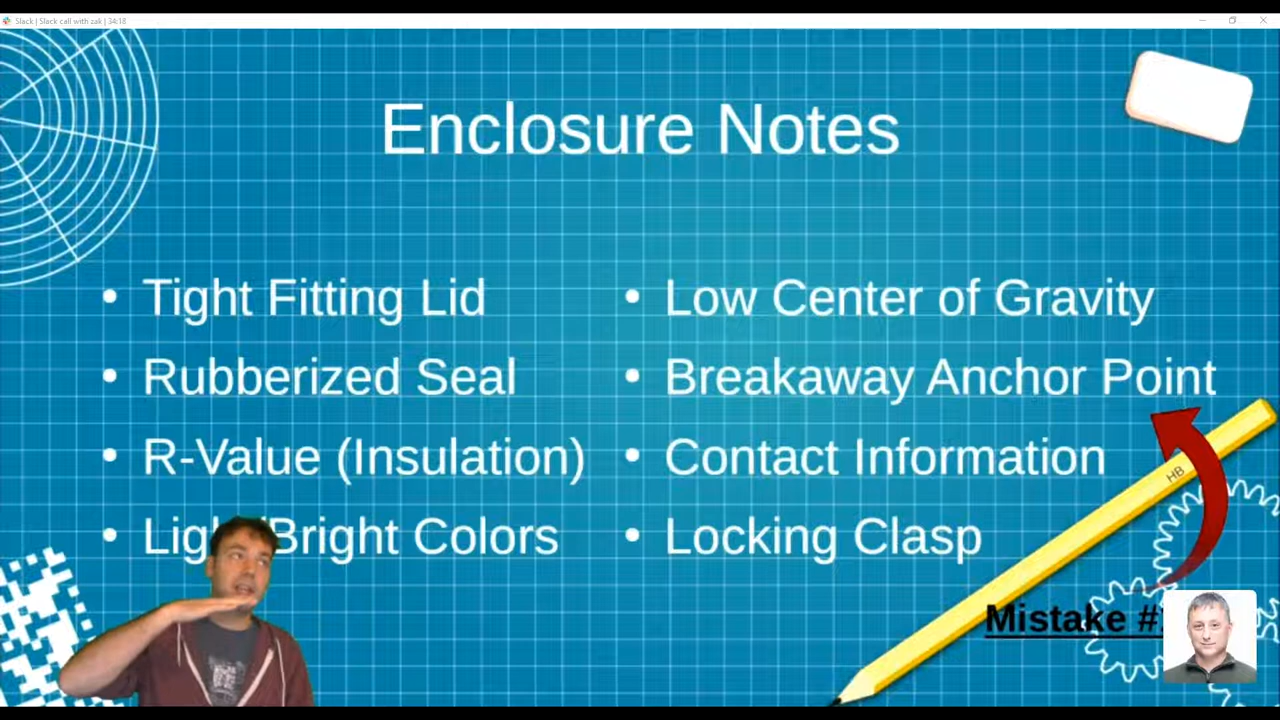 Slack | Slack call with zak | 34:18
Enclosure Notes
• Tight Fitting Lid
• Rubberized Seal
• R-Value (Insulation)
• Bright Colors
• Low Center of Gravity
• Breakaway Anchor Point
• Contact Information
• Locking Clasp
HB
Mistake #